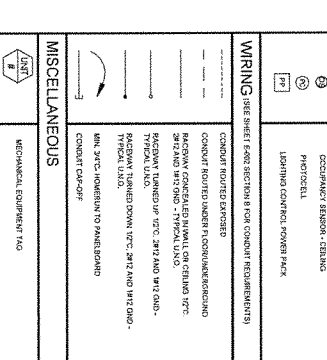 OS
OCCUPANCY SENSOR - CEILING
PC
PHOTOCELL
PP
LIGHTING CONTROL POWER PACK
WIRING (SEE SHEET E-002 SECTION 8 FOR CONDUIT REQUIREMENTS)
CONDUIT ROUTED EXPOSED
CONDUIT ROUTED UNDER FLOOR/UNDERGROUND
RACEWAY CONCEALED IN WALL OR CEILING 1/2"C.
2#12 AND 1#12 GND - TYPICAL U.N.O.
RACEWAY TURNED UP 1/2"C. 2#12 AND 1#12 GND -
TYPICAL U.N.O.
RACEWAY TURNED DOWN 1/2"C. 2#12 AND 1#12 GND -
TYPICAL U.N.O.
MIN. 3/4"C. HOMERUN TO PANELBOARD
CONDUIT CAP-OFF
MISCELLANEOUS
UNIT
#
MECHANICAL EQUIPMENT TAG